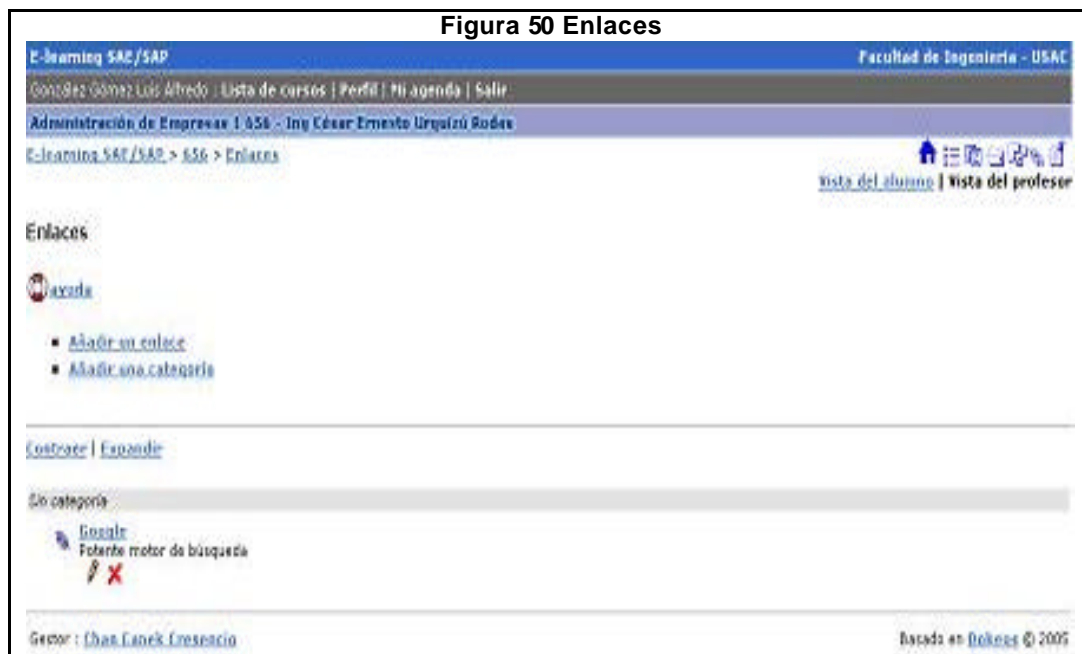 Figura 50 Enlaces
E-learning SAE/SAP Facultad de Ingeniería - USAC
González Gómez Luis Alfredo : Lista de cursos | Perfil | Mi agenda | Salir
Administración de Empresas 1 656 - Ing César Ernesto Urquizú Rodas
E-learning SAE/SAP > 656 > Enlaces
Vista del alumno | Vista del profesor
Enlaces
ayuda
Añadir un enlace
Añadir una categoría
Contraer | Expandir
Sin categoría
Google
Potente motor de búsqueda
Gestor : Chan Canek Cresencio Basado en Dokeos © 2005